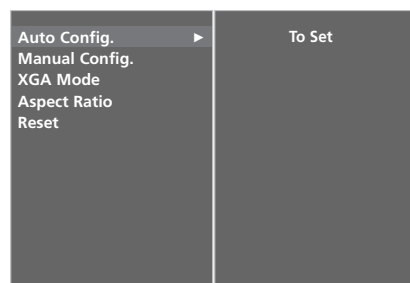 Auto Config. ► To Set
Manual Config.
XGA Mode
Aspect Ratio
Reset